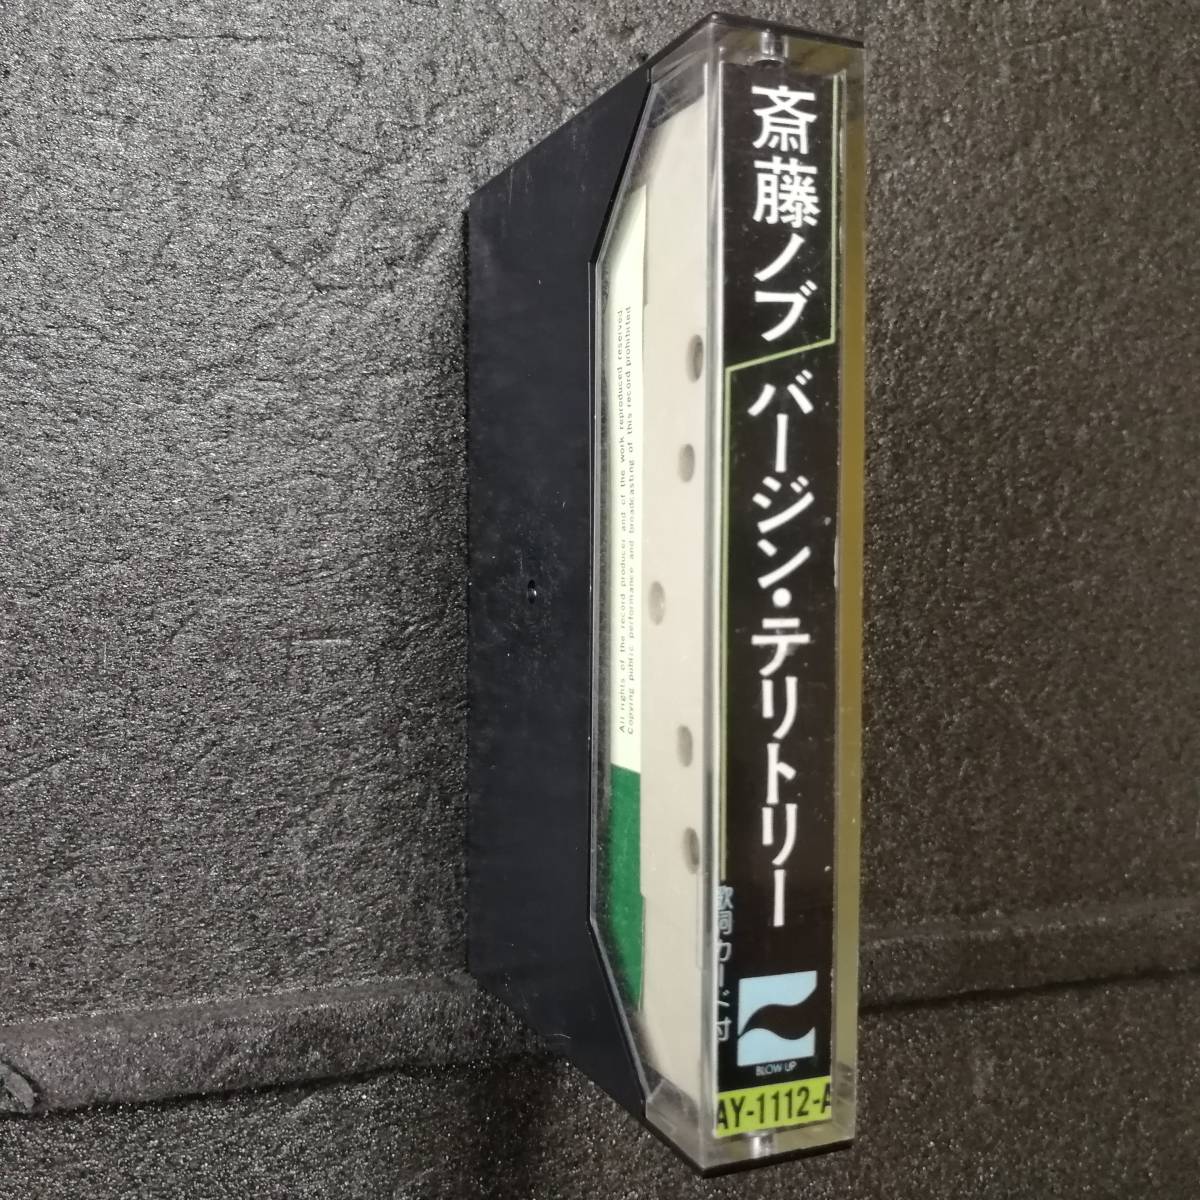 斎藤ノブ
バージン・テリトリー
歌詞カード付
BLOW UP
AY-1112-A
All rights of the record producer and of the work reproduced reserved
Copying public performance and broadcasting of this record prohibited